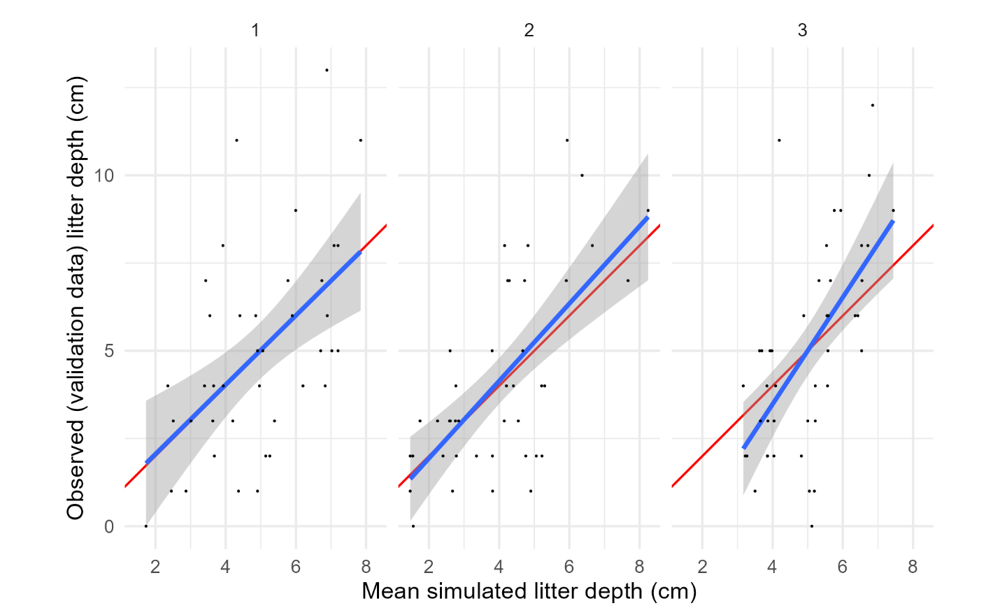 1 2 3
Observed (validation data) litter depth (cm)
10
5
0
2 4 6 8 2 4 6 8 2 4 6 8
Mean simulated litter depth (cm)